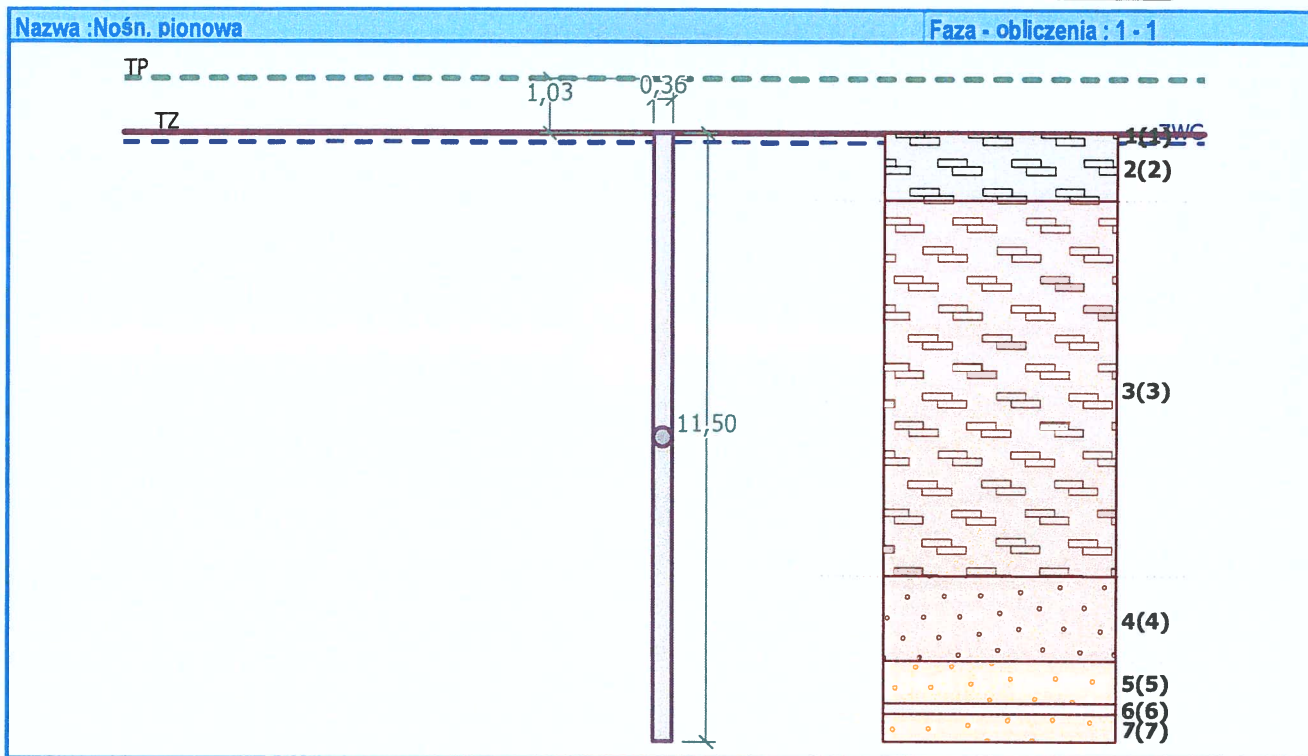 Nazwa :Nośn. pionowa
Faza - obliczenia : 1 - 1
TP
1,03
0,36
TZ
ZWG
1(1)
2(2)
11,50
3(3)
4(4)
5(5)
6(6)
7(7)